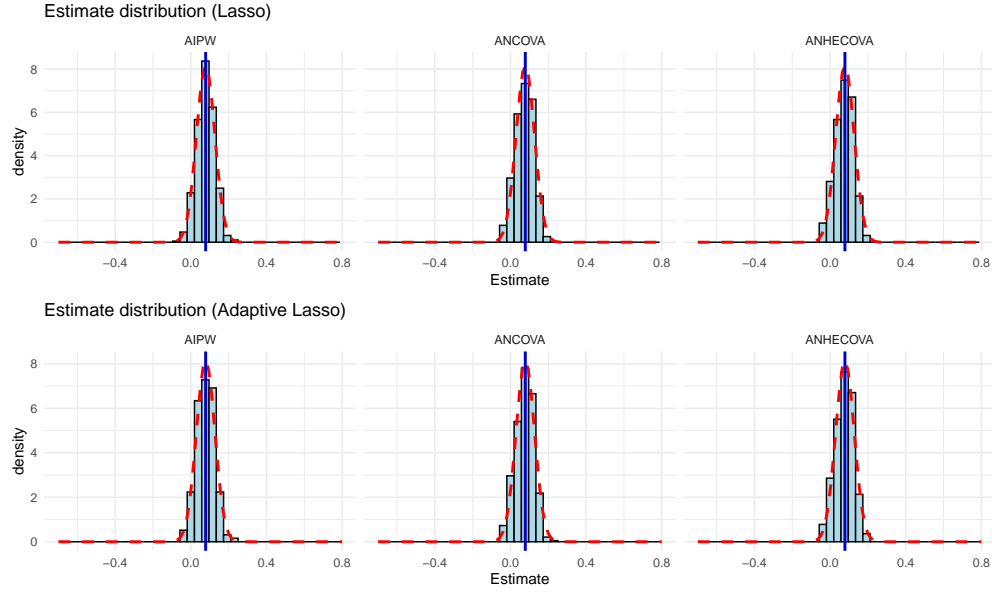 Estimate distribution (Lasso)
AIPW ANCOVA ANHECOVA
density
8
6
4
2
0
−0.4 0.0 0.4 0.8 −0.4 0.0 0.4 0.8 −0.4 0.0 0.4 0.8
Estimate
Estimate distribution (Adaptive Lasso)
AIPW ANCOVA ANHECOVA
density
8
6
4
2
0
−0.4 0.0 0.4 0.8 −0.4 0.0 0.4 0.8 −0.4 0.0 0.4 0.8
Estimate